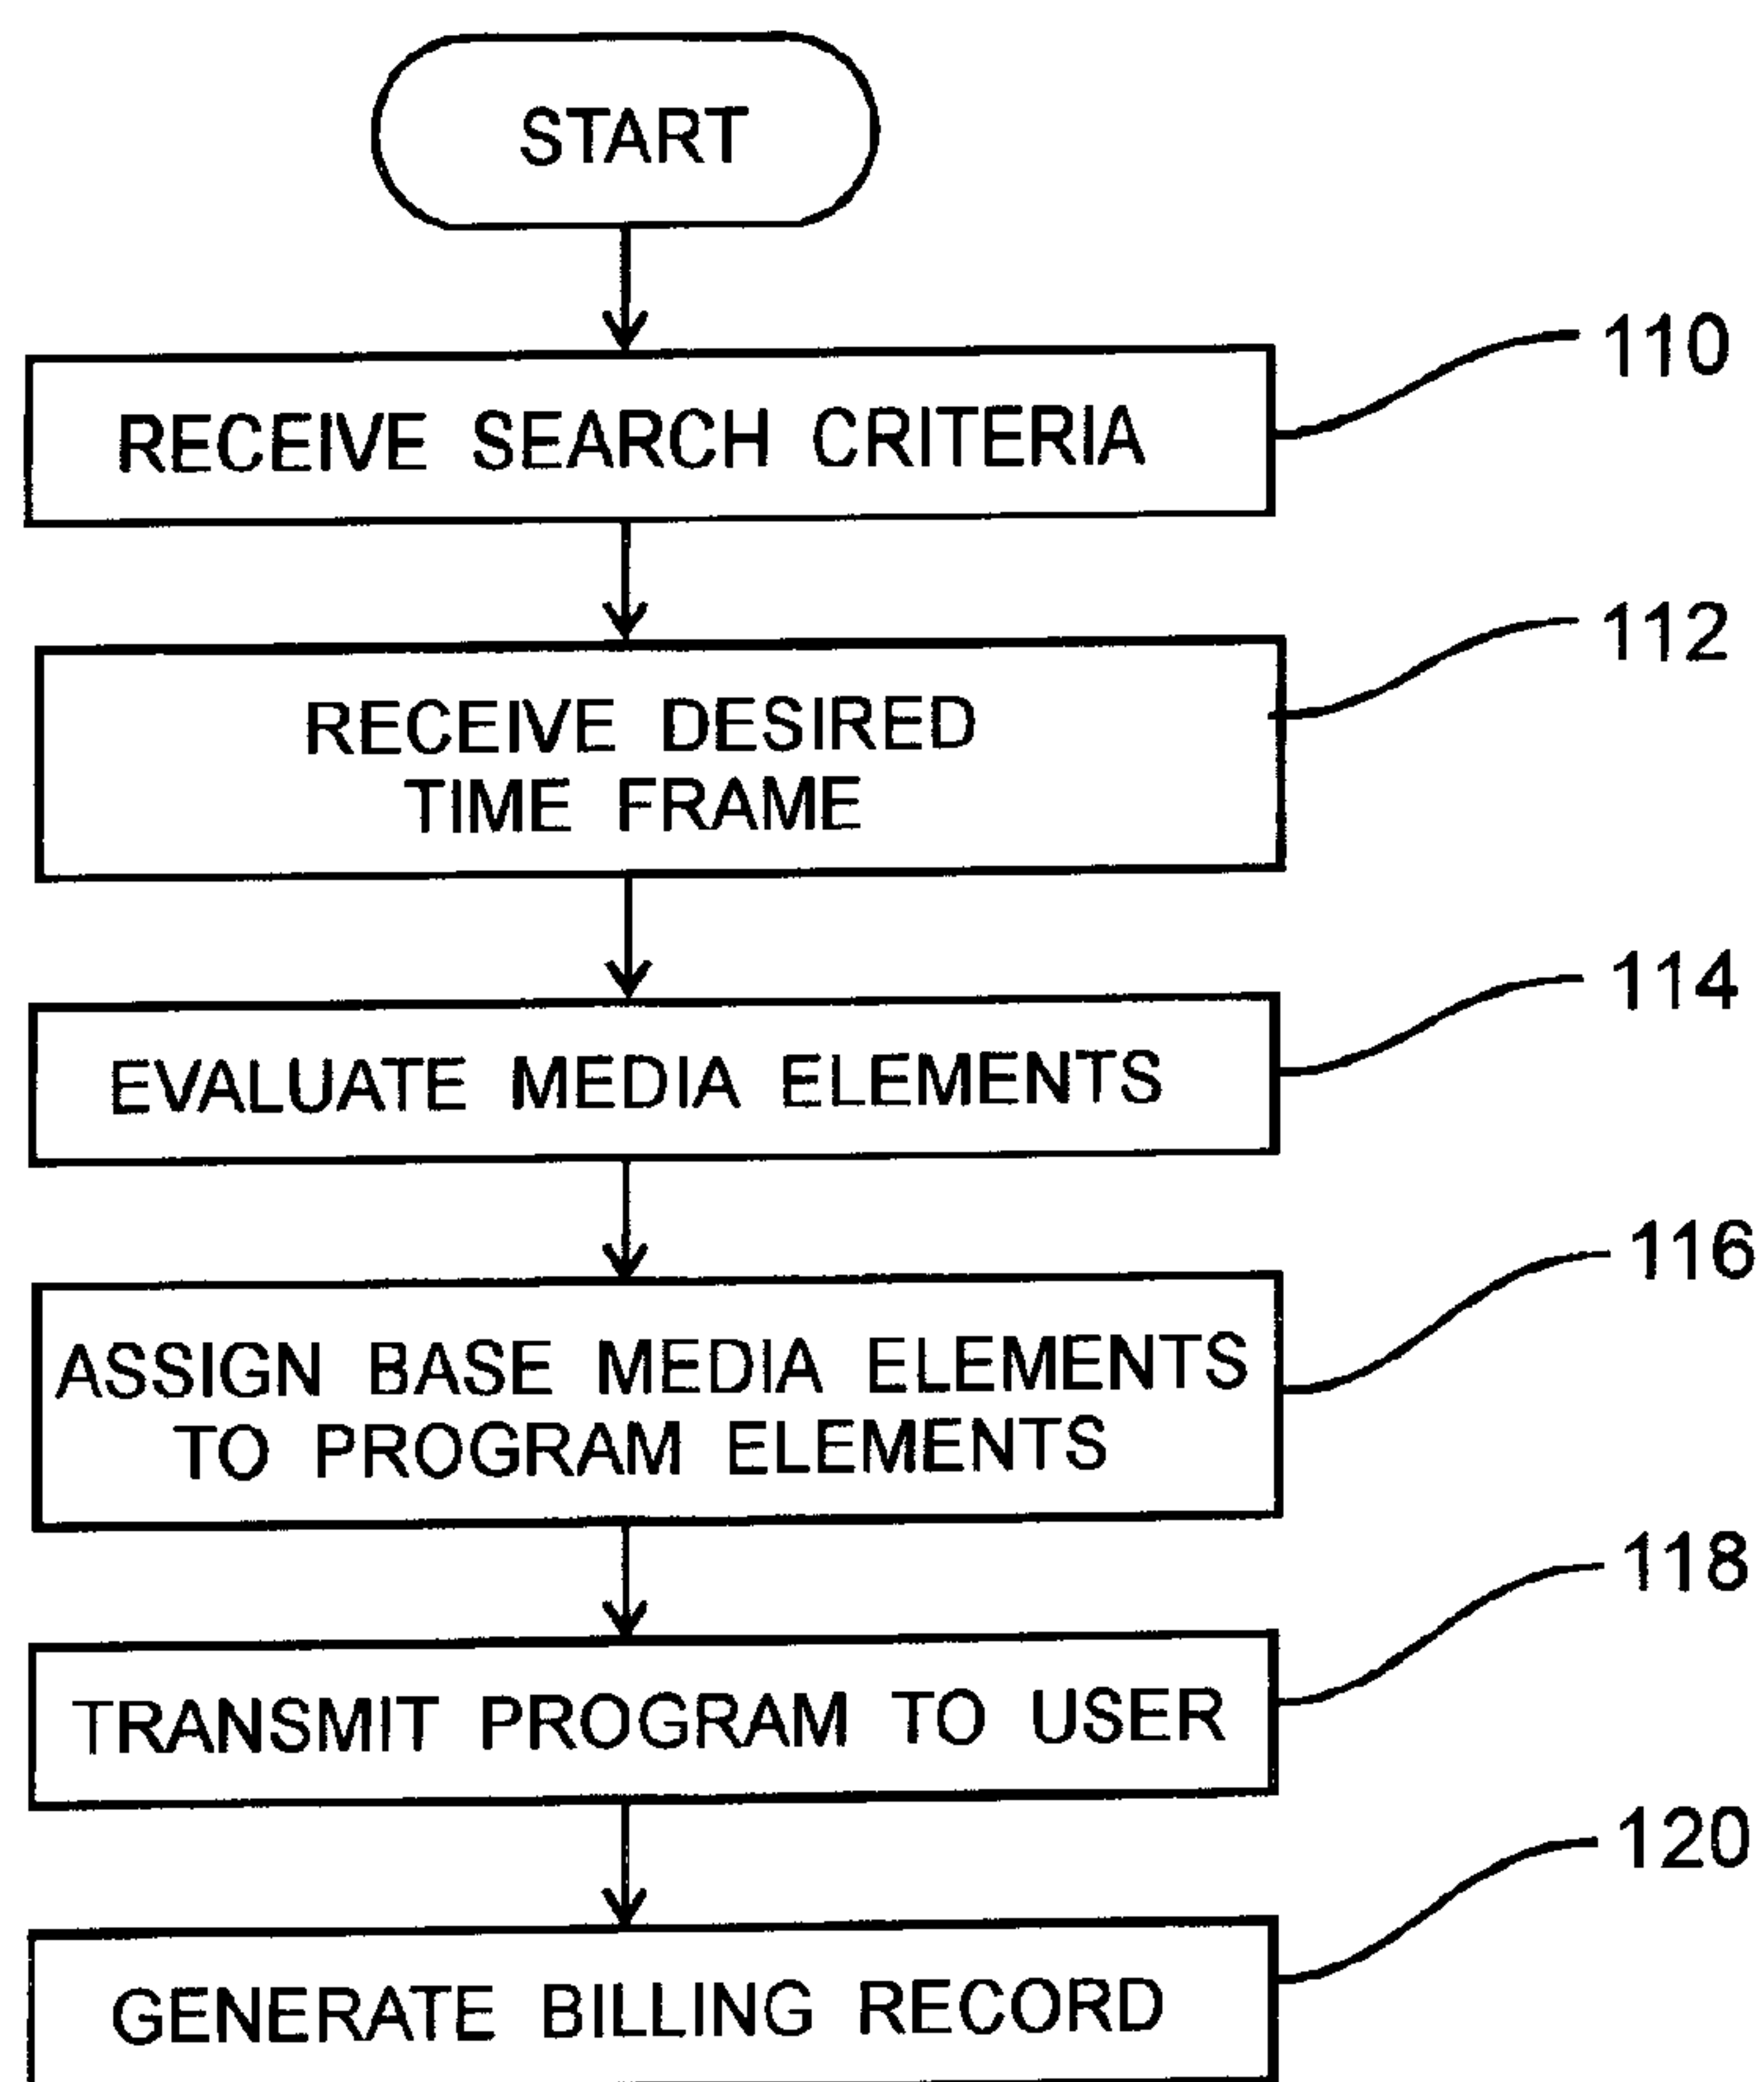 START
110
RECEIVE SEARCH CRITERIA
112
RECEIVE DESIRED
TIME FRAME
114
EVALUATE MEDIA ELEMENTS
116
ASSIGN BASE MEDIA ELEMENTS
TO PROGRAM ELEMENTS
118
TRANSMIT PROGRAM TO USER
120
GENERATE BILLING RECORD